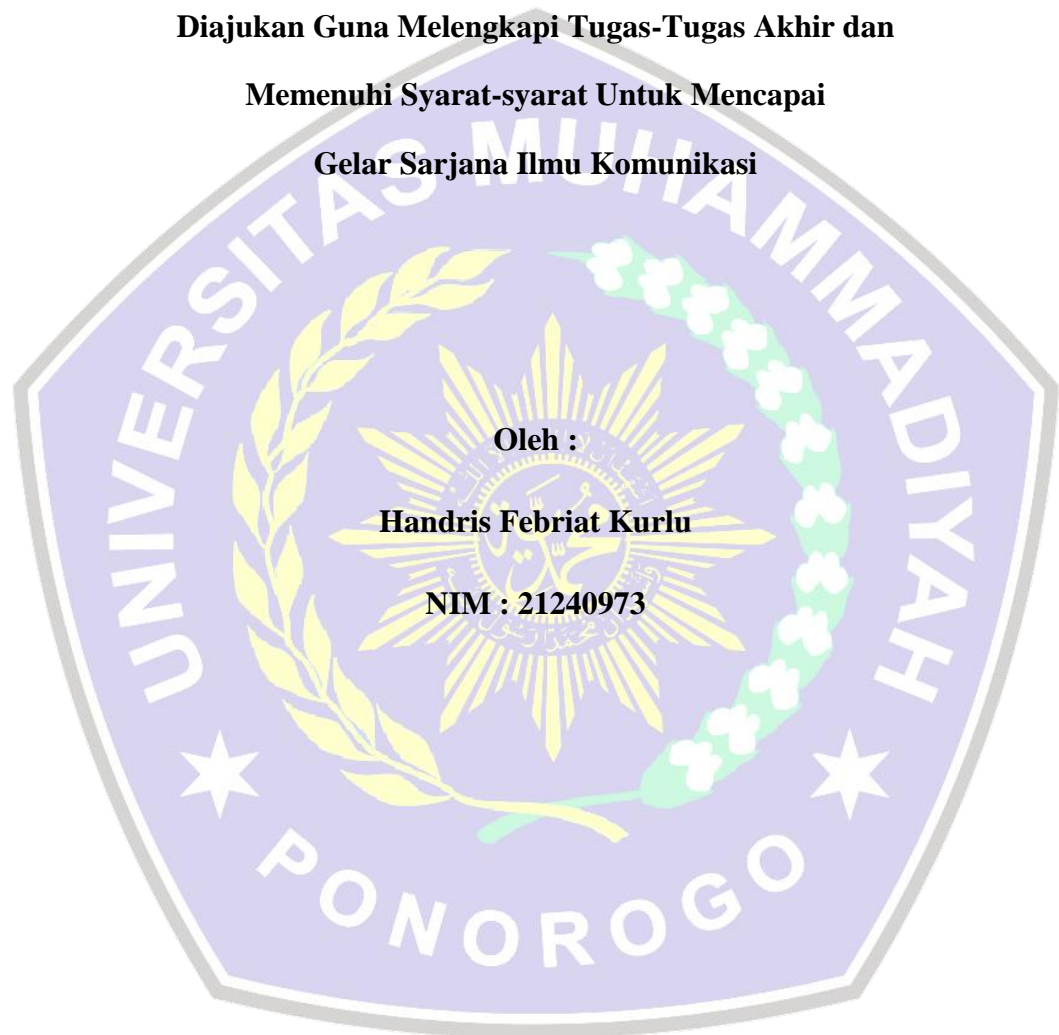 Diajukan Guna Melengkapi Tugas-Tugas Akhir dan
Memenuhi Syarat-syarat Untuk Mencapai
Gelar Sarjana Ilmu Komunikasi
UNIVERSITAS MUHAMMADIYAH
Oleh :
Handris Febriat Kurlu
NIM : 21240973
PONOROGO